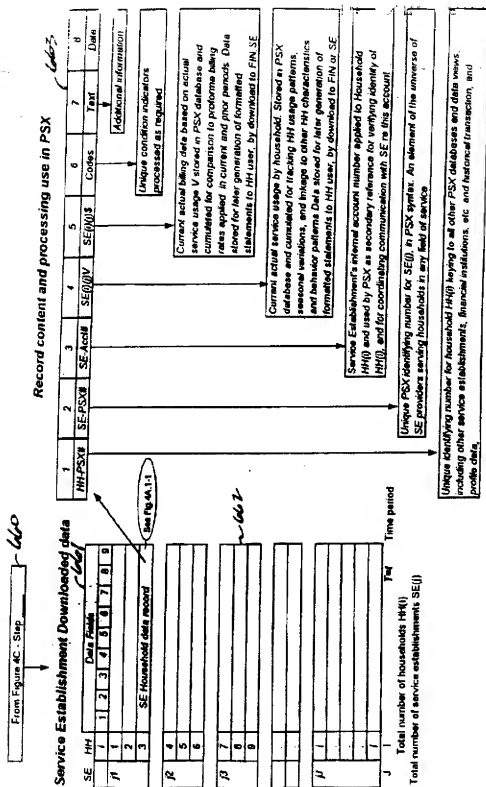 From Figure 4C - Step
660
Service Establishment Downloaded data
661
SE HH Data Fields
i 1 2 3 4 5 6 7 8 9
j1 1
2
3 SE Household data record
See Fig.4A.1-1
j2 4
5
6
j3 7
8
9
662
i
i
J I T=t Time period
Total number of households HH(i)
Total number of service establishments SE(j)
Record content and processing use in PSX
663
1 2 3 4 5 6 7 8
HH-PSX# SE-PSX# SE-Acct# SE(i)(j)V SE(i)(j)$ Codes Text Data
Additional information
Unique condition indicators
processed as required
Current actual billing data based on actual
service usage V stored in PSX database and
cumulated for comparison to proforme billing
rates applied in current and prior periods. Data
stored for later generation of formatted
statements to HH user, by download to FIN, SE
Current actual service usage by household. Stored in PSX
database and cumulated for tracking HH usage patterns,
seasonal variations, and linkage to other HH characteristics
and behavior patterns Data stored for later generation of
formatted statements to HH user, by download to FIN or SE
Service Establishment's internal account number applied to Household
HH(i) and used by PSX as secondary reference for verifying identity of
HH(i), and for coordinating communication with SE re this account
Unique PSX identifying number for SE(j), in PSX syntax. An element of the universe of
SE providers serving households in any field of service
Unique identifying number for household HH(i) keying to all other PSX databases and data views,
including other service establishments, financial institutions, etc and historical transaction, and
profile data,